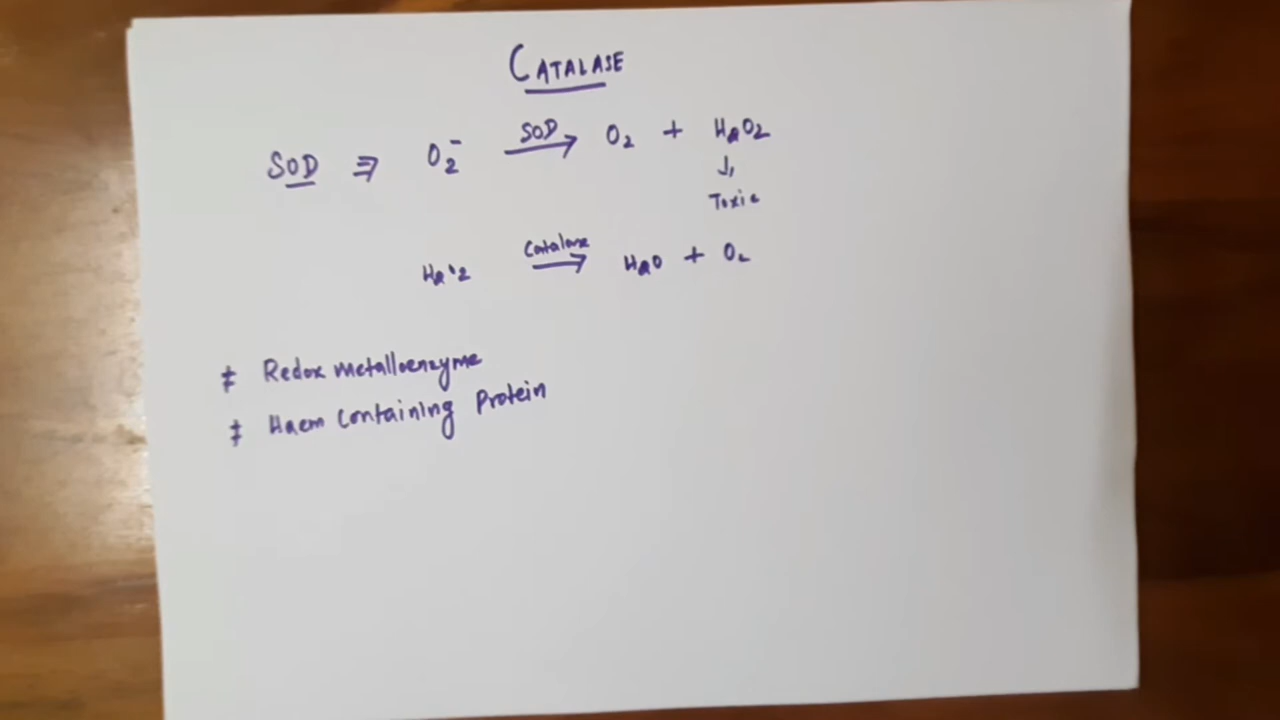 CATALASE
SOD ⇒ O₂⁻ SOD → O₂ + H₂O₂
↓
Toxic
H₂O₂ Catalase → H₂O + O₂
‡ Redox metalloenzyme
‡ Haem containing Protein